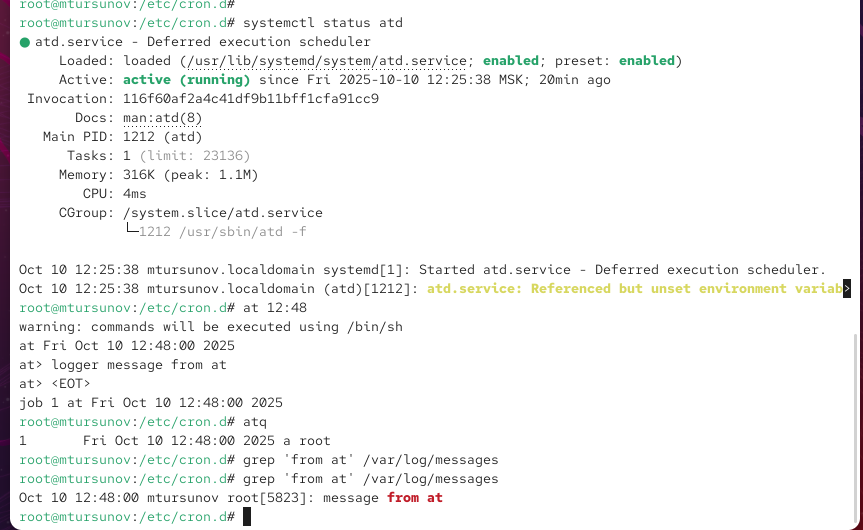 root@mtursunov:/etc/cron.d#
root@mtursunov:/etc/cron.d# systemctl status atd
● atd.service - Deferred execution scheduler
     Loaded: loaded (/usr/lib/systemd/system/atd.service; enabled; preset: enabled)
     Active: active (running) since Fri 2025-10-10 12:25:38 MSK; 20min ago
 Invocation: 116f60af2a4c41df9b11bff1cfa91cc9
       Docs: man:atd(8)
   Main PID: 1212 (atd)
      Tasks: 1 (limit: 23136)
     Memory: 316K (peak: 1.1M)
        CPU: 4ms
     CGroup: /system.slice/atd.service
             └─1212 /usr/sbin/atd -f
Oct 10 12:25:38 mtursunov.localdomain systemd[1]: Started atd.service - Deferred execution scheduler.
Oct 10 12:25:38 mtursunov.localdomain (atd)[1212]: atd.service: Referenced but unset environment variab>
root@mtursunov:/etc/cron.d# at 12:48
warning: commands will be executed using /bin/sh
at Fri Oct 10 12:48:00 2025
at> logger message from at
at> <EOT>
job 1 at Fri Oct 10 12:48:00 2025
root@mtursunov:/etc/cron.d# atq
1       Fri Oct 10 12:48:00 2025 a root
root@mtursunov:/etc/cron.d# grep 'from at' /var/log/messages
root@mtursunov:/etc/cron.d# grep 'from at' /var/log/messages
Oct 10 12:48:00 mtursunov root[5823]: message from at
root@mtursunov:/etc/cron.d#